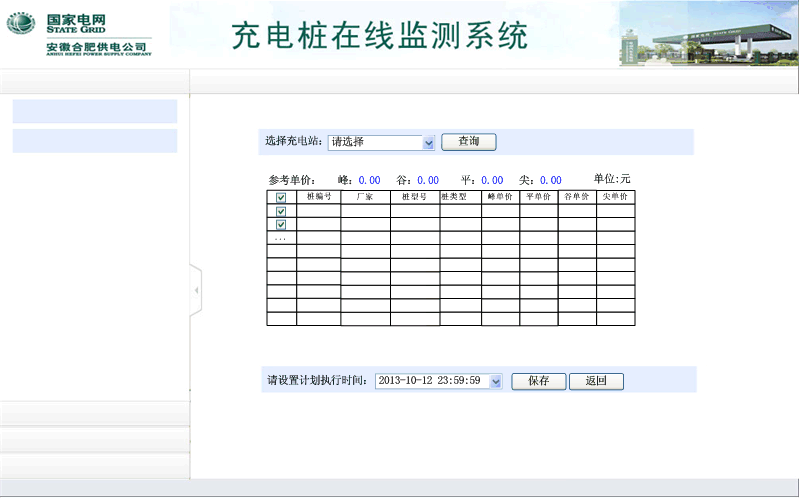 国家电网
STATE GRID
安徽合肥供电公司
ANHUI HEFEI POWER SUPPLY COMPANY
充电桩在线监测系统
选择充电站： 请选择 查询
参考单价： 峰：0.00 谷：0.00 平：0.00 尖：0.00 单位:元
桩编号 厂家 桩型号 桩类型 峰单价 平单价 谷单价 尖单价
...
请设置计划执行时间： 2013-10-12 23:59:59 保存 返回